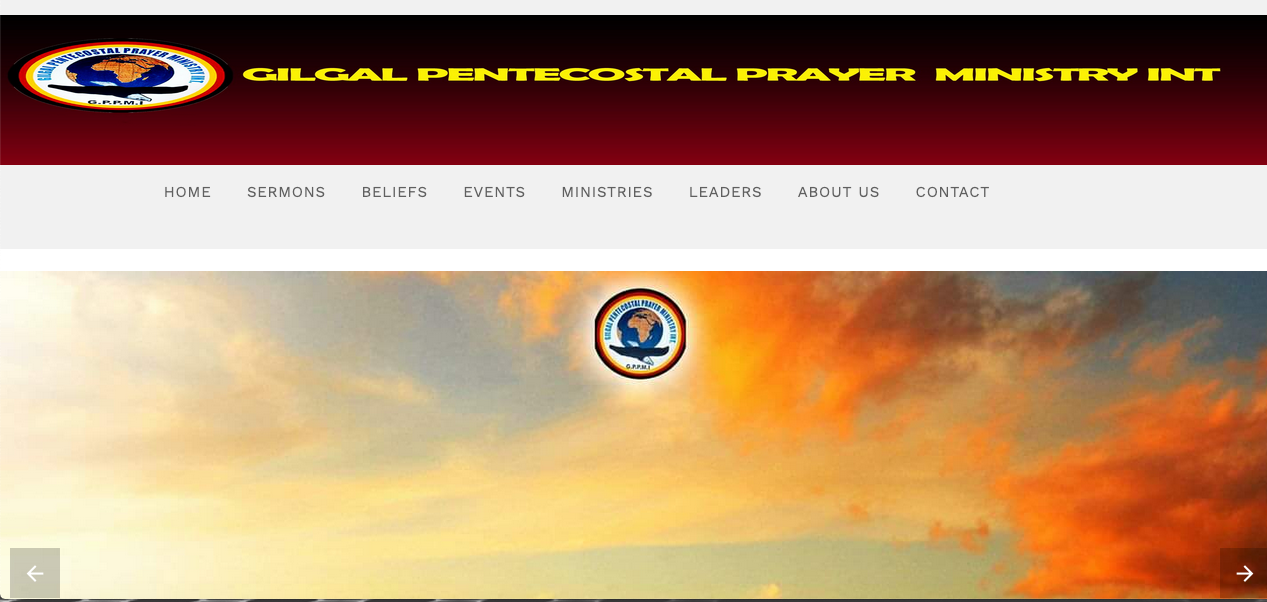 GILGAL PENTECOSTAL PRAYER MINISTRY INT
G.P.P.M.I
GILGAL PENTECOSTAL PRAYER MINISTRY INT
HOME SERMONS BELIEFS EVENTS MINISTRIES LEADERS ABOUT US CONTACT
GILGAL PENTECOSTAL PRAYER MINISTRY INT
G.P.P.M.I